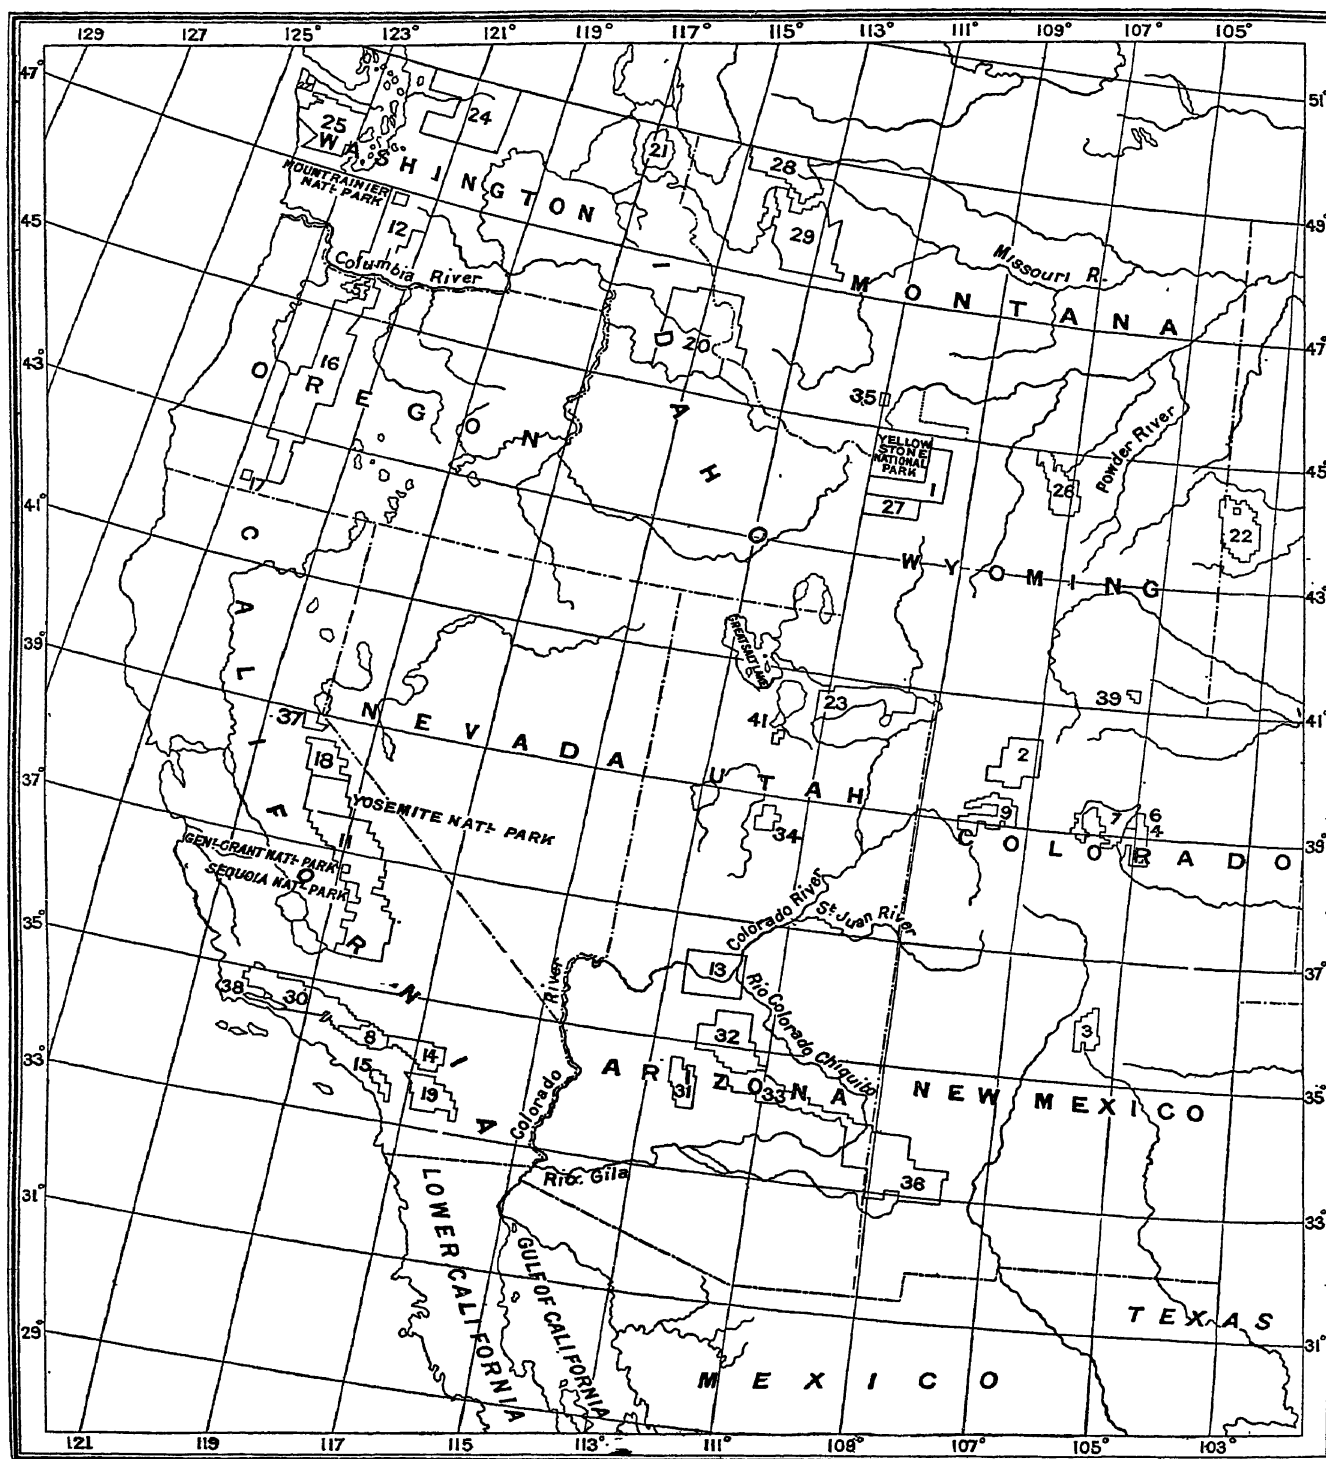 129 127 125° 123° 121° 119° 117° 115° 113° 111° 109° 107° 105°
47°
51°
25
24
21
28
WASHINGTON
MOUNT RAINIER
NAT'L PARK
12
29
45°
49°
Columbia River
Missouri R.
MONTANA
IDAHO
16
20
43°
47°
OREGON
35
YELLOW
STONE
NATIONAL
PARK
1
27
Powder River
26
22
45°
17
41°
WYOMING
43°
CALIFORNIA
39°
GREAT SALT LAKE
23
39
41
41°
37
NEVADA
18
2
UTAH
34
9
7
6
4
COLORADO
37°
39°
YOSEMITE NAT'L PARK
11
GEN'L GRANT NAT'L PARK
SEQUOIA NAT'L PARK
35°
Colorado River
St Juan River
37°
13
38
30
River
Rio Colorado Chiquito
3
8
14
32
15
19
31
33
33°
ARIZONA
NEW MEXICO
35°
Colorado
Rio Gila
36
31°
33°
LOWER CALIFORNIA
GULF OF CALIFORNIA
TEXAS
29°
31°
MEXICO
121° 119° 117° 115° 113° 111° 108° 107° 105° 103°